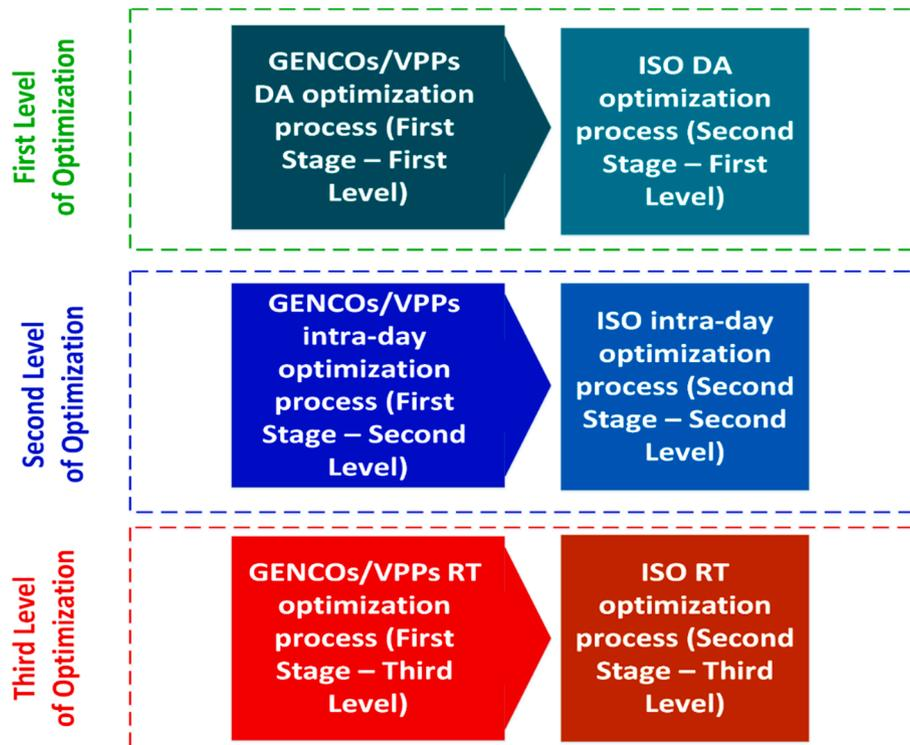 First Level
of Optimization
GENCOs/VPPs
DA optimization
process (First
Stage – First
Level)
ISO DA
optimization
process (Second
Stage – First
Level)
Second Level
of Optimization
GENCOs/VPPs
intra-day
optimization
process (First
Stage – Second
Level)
ISO intra-day
optimization
process (Second
Stage – Second
Level)
Third Level
of Optimization
GENCOs/VPPs RT
optimization
process (First
Stage – Third
Level)
ISO RT
optimization
process (Second
Stage – Third
Level)